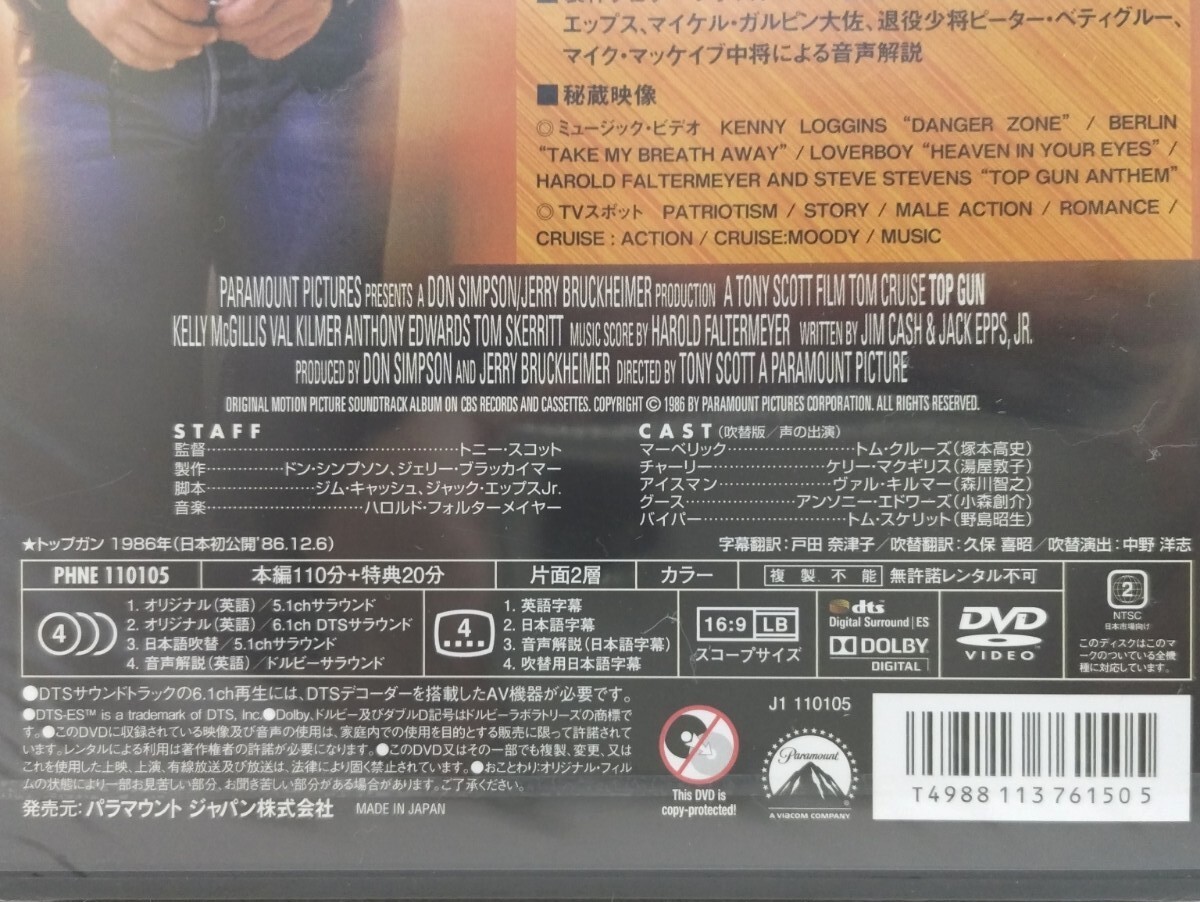 エップス、マイケル・ガルピン大佐、退役少将ピーター・ペティグルー、
マイク・マッケイブ中将による音声解説
■秘蔵映像
◎ミュージック・ビデオ KENNY LOGGINS “DANGER ZONE” / BERLIN
“TAKE MY BREATH AWAY” / LOVERBOY “HEAVEN IN YOUR EYES” /
HAROLD FALTERMEYER AND STEVE STEVENS “TOP GUN ANTHEM”
◎TVスポット PATRIOTISM / STORY / MALE ACTION / ROMANCE /
CRUISE : ACTION / CRUISE:MOODY / MUSIC
PARAMOUNT PICTURES PRESENTS A DON SIMPSON/JERRY BRUCKHEIMER PRODUCTION A TONY SCOTT FILM TOM CRUISE TOP GUN
KELLY McGILLIS VAL KILMER ANTHONY EDWARDS TOM SKERRITT MUSIC SCORE BY HAROLD FALTERMEYER WRITTEN BY JIM CASH & JACK EPPS, JR.
PRODUCED BY DON SIMPSON AND JERRY BRUCKHEIMER DIRECTED BY TONY SCOTT A PARAMOUNT PICTURE
ORIGINAL MOTION PICTURE SOUNDTRACK ALBUM ON CBS RECORDS AND CASSETTES. COPYRIGHT © 1986 BY PARAMOUNT PICTURES CORPORATION. ALL RIGHTS RESERVED.
STAFF
監督……………………………トニー・スコット
製作……………ドン・シンプソン、ジェリー・ブラッカイマー
脚本………………ジム・キャッシュ、ジャック・エップスJr.
音楽……………………ハロルド・フォルターメイヤー
CAST(吹替版/声の出演)
マーベリック………………トム・クルーズ(塚本高史)
チャーリー……………ケリー・マクギリス(湯屋敦子)
アイスマン……………ヴァル・キルマー(森川智之)
グース………………アンソニー・エドワーズ(小森創介)
バイパー………………トム・スケリット(野島昭生)
★トップガン 1986年(日本初公開'86.12.6)
字幕翻訳:戸田 奈津子/吹替翻訳:久保 喜昭/吹替演出:中野 洋志
PHNE 110105
本編110分+特典20分
片面2層
カラー
複製不能 無許諾レンタル不可
2
NTSC
日本市場向け
このディスクはこのマ
ークのついている全機
種に対応しています。
4
1. オリジナル(英語)/5.1chサラウンド
2. オリジナル(英語)/6.1ch DTSサラウンド
3. 日本語吹替/5.1chサラウンド
4. 音声解説(英語)/ドルビーサラウンド
4
1. 英語字幕
2. 日本語字幕
3. 音声解説(日本語字幕)
4. 吹替用日本語字幕
16:9 LB
スコープサイズ
dts
Digital Surround|ES
DOLBY
DIGITAL
DVD
VIDEO
●DTSサウンドトラックの6.1ch再生には、DTSデコーダーを搭載したAV機器が必要です。
●DTS-ES™ is a trademark of DTS, Inc.●Dolby、ドルビー及びダブルD記号はドルビーラボラトリーズの商標で
す。●このDVDに収録されている映像及び音声の使用は、家庭内での使用を目的とする販売に限って許諾されて
います。レンタルによる利用は著作権者の許諾が必要になります。●このDVD又はその一部でも複製、変更、又は
これを使用した上映、上演、有線放送及び放送は、法律により固く禁止されています。●おことわり:オリジナル・フィル
ムの状態により一部お見苦しい部分、お聞き苦しい部分がある場合があります。ご了承ください。
発売元:パラマウント ジャパン株式会社 MADE IN JAPAN
This DVD is
copy-protected!
J1 110105
Paramount
A VIACOM COMPANY
T4988113761505